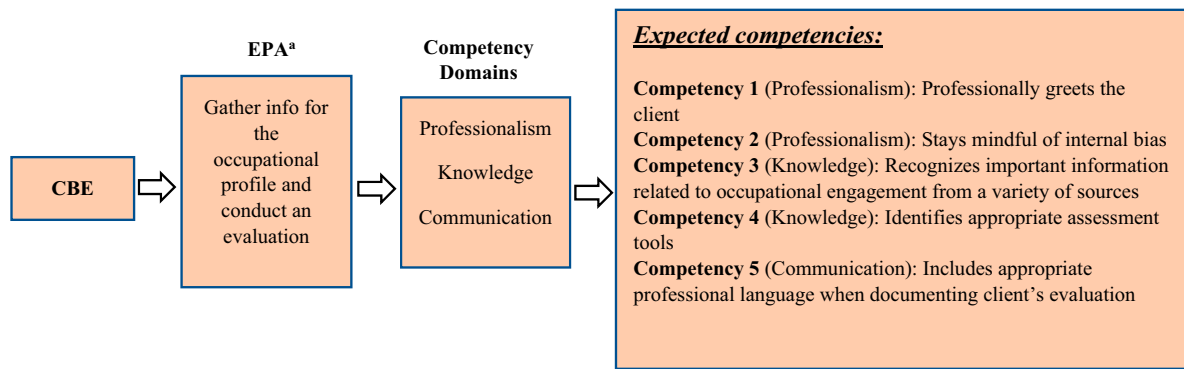 CBE
EPAᵃ
Gather info for
the
occupational
profile and
conduct an
evaluation
Competency
Domains
Professionalism
Knowledge
Communication
Expected competencies:
Competency 1 (Professionalism): Professionally greets the
client
Competency 2 (Professionalism): Stays mindful of internal bias
Competency 3 (Knowledge): Recognizes important information
related to occupational engagement from a variety of sources
Competency 4 (Knowledge): Identifies appropriate assessment
tools
Competency 5 (Communication): Includes appropriate
professional language when documenting client’s evaluation